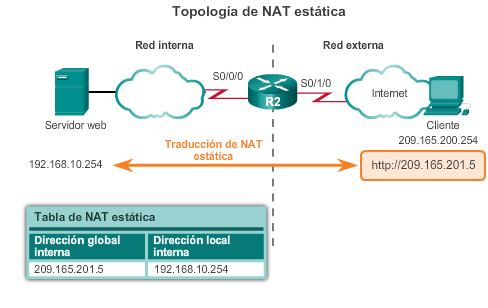 Topología de NAT estática
Red interna
Red externa
S0/0/0
S0/1/0
R2
Internet
Servidor web
Cliente
209.165.200.254
Traducción de NAT
estática
192.168.10.254
http://209.165.201.5
Tabla de NAT estática
Dirección global
interna
Dirección local
interna
209.165.201.5
192.168.10.254